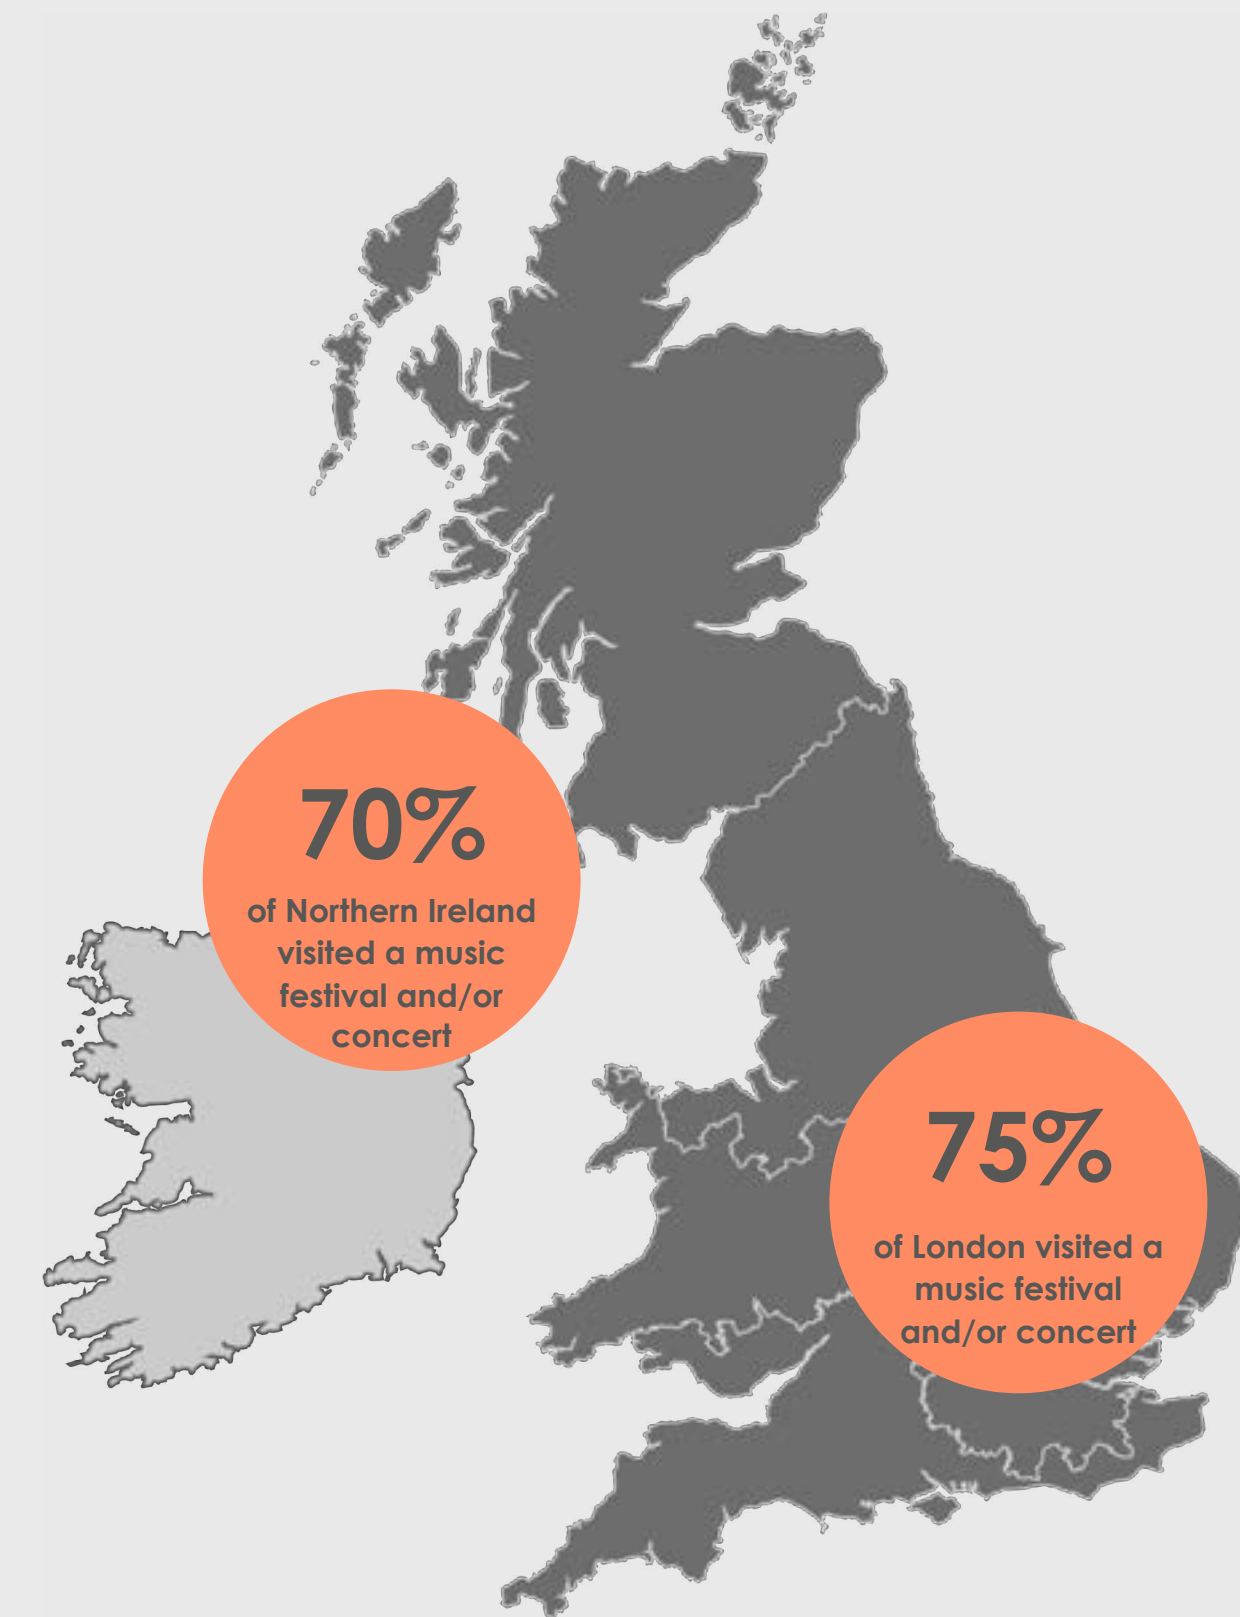 70%
of Northern Ireland
visited a music
festival and/or
concert
75%
of London visited a
music festival
and/or concert